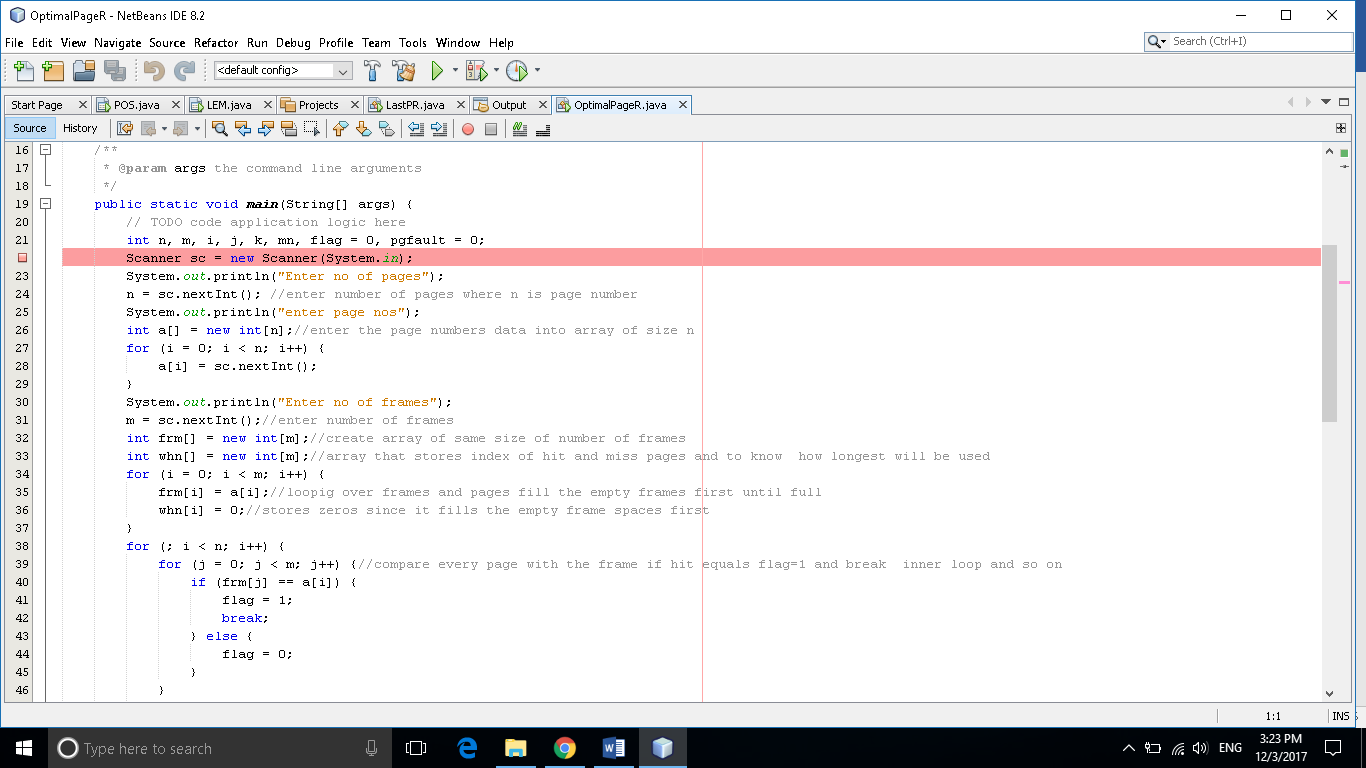 OptimalPageR - NetBeans IDE 8.2
File Edit View Navigate Source Refactor Run Debug Profile Team Tools Window Help
Search (Ctrl+I)
<default config>
Start Page POS.java LEM.java Projects LastPR.java Output OptimalPageR.java
Source History
16 /**
17 * @param args the command line arguments
18 */
19 public static void main(String[] args) {
20 // TODO code application logic here
21 int n, m, i, j, k, mn, flag = 0, pgfault = 0;
Scanner sc = new Scanner(System.in);
23 System.out.println("Enter no of pages");
24 n = sc.nextInt(); //enter number of pages where n is page number
25 System.out.println("enter page nos");
26 int a[] = new int[n];//enter the page numbers data into array of size n
27 for (i = 0; i < n; i++) {
28 a[i] = sc.nextInt();
29 }
30 System.out.println("Enter no of frames");
31 m = sc.nextInt();//enter number of frames
32 int frm[] = new int[m];//create array of same size of number of frames
33 int whn[] = new int[m];//array that stores index of hit and miss pages and to know  how longest will be used
34 for (i = 0; i < m; i++) {
35 frm[i] = a[i];//loopig over frames and pages fill the empty frames first until full
36 whn[i] = 0;//stores zeros since it fills the empty frame spaces first
37 }
38 for (; i < n; i++) {
39 for (j = 0; j < m; j++) {//compare every page with the frame if hit equals flag=1 and break  inner loop and so on
40 if (frm[j] == a[i]) {
41 flag = 1;
42 break;
43 } else {
44 flag = 0;
45 }
46 }
1:1 INS
Type here to search
ENG
3:23 PM
12/3/2017